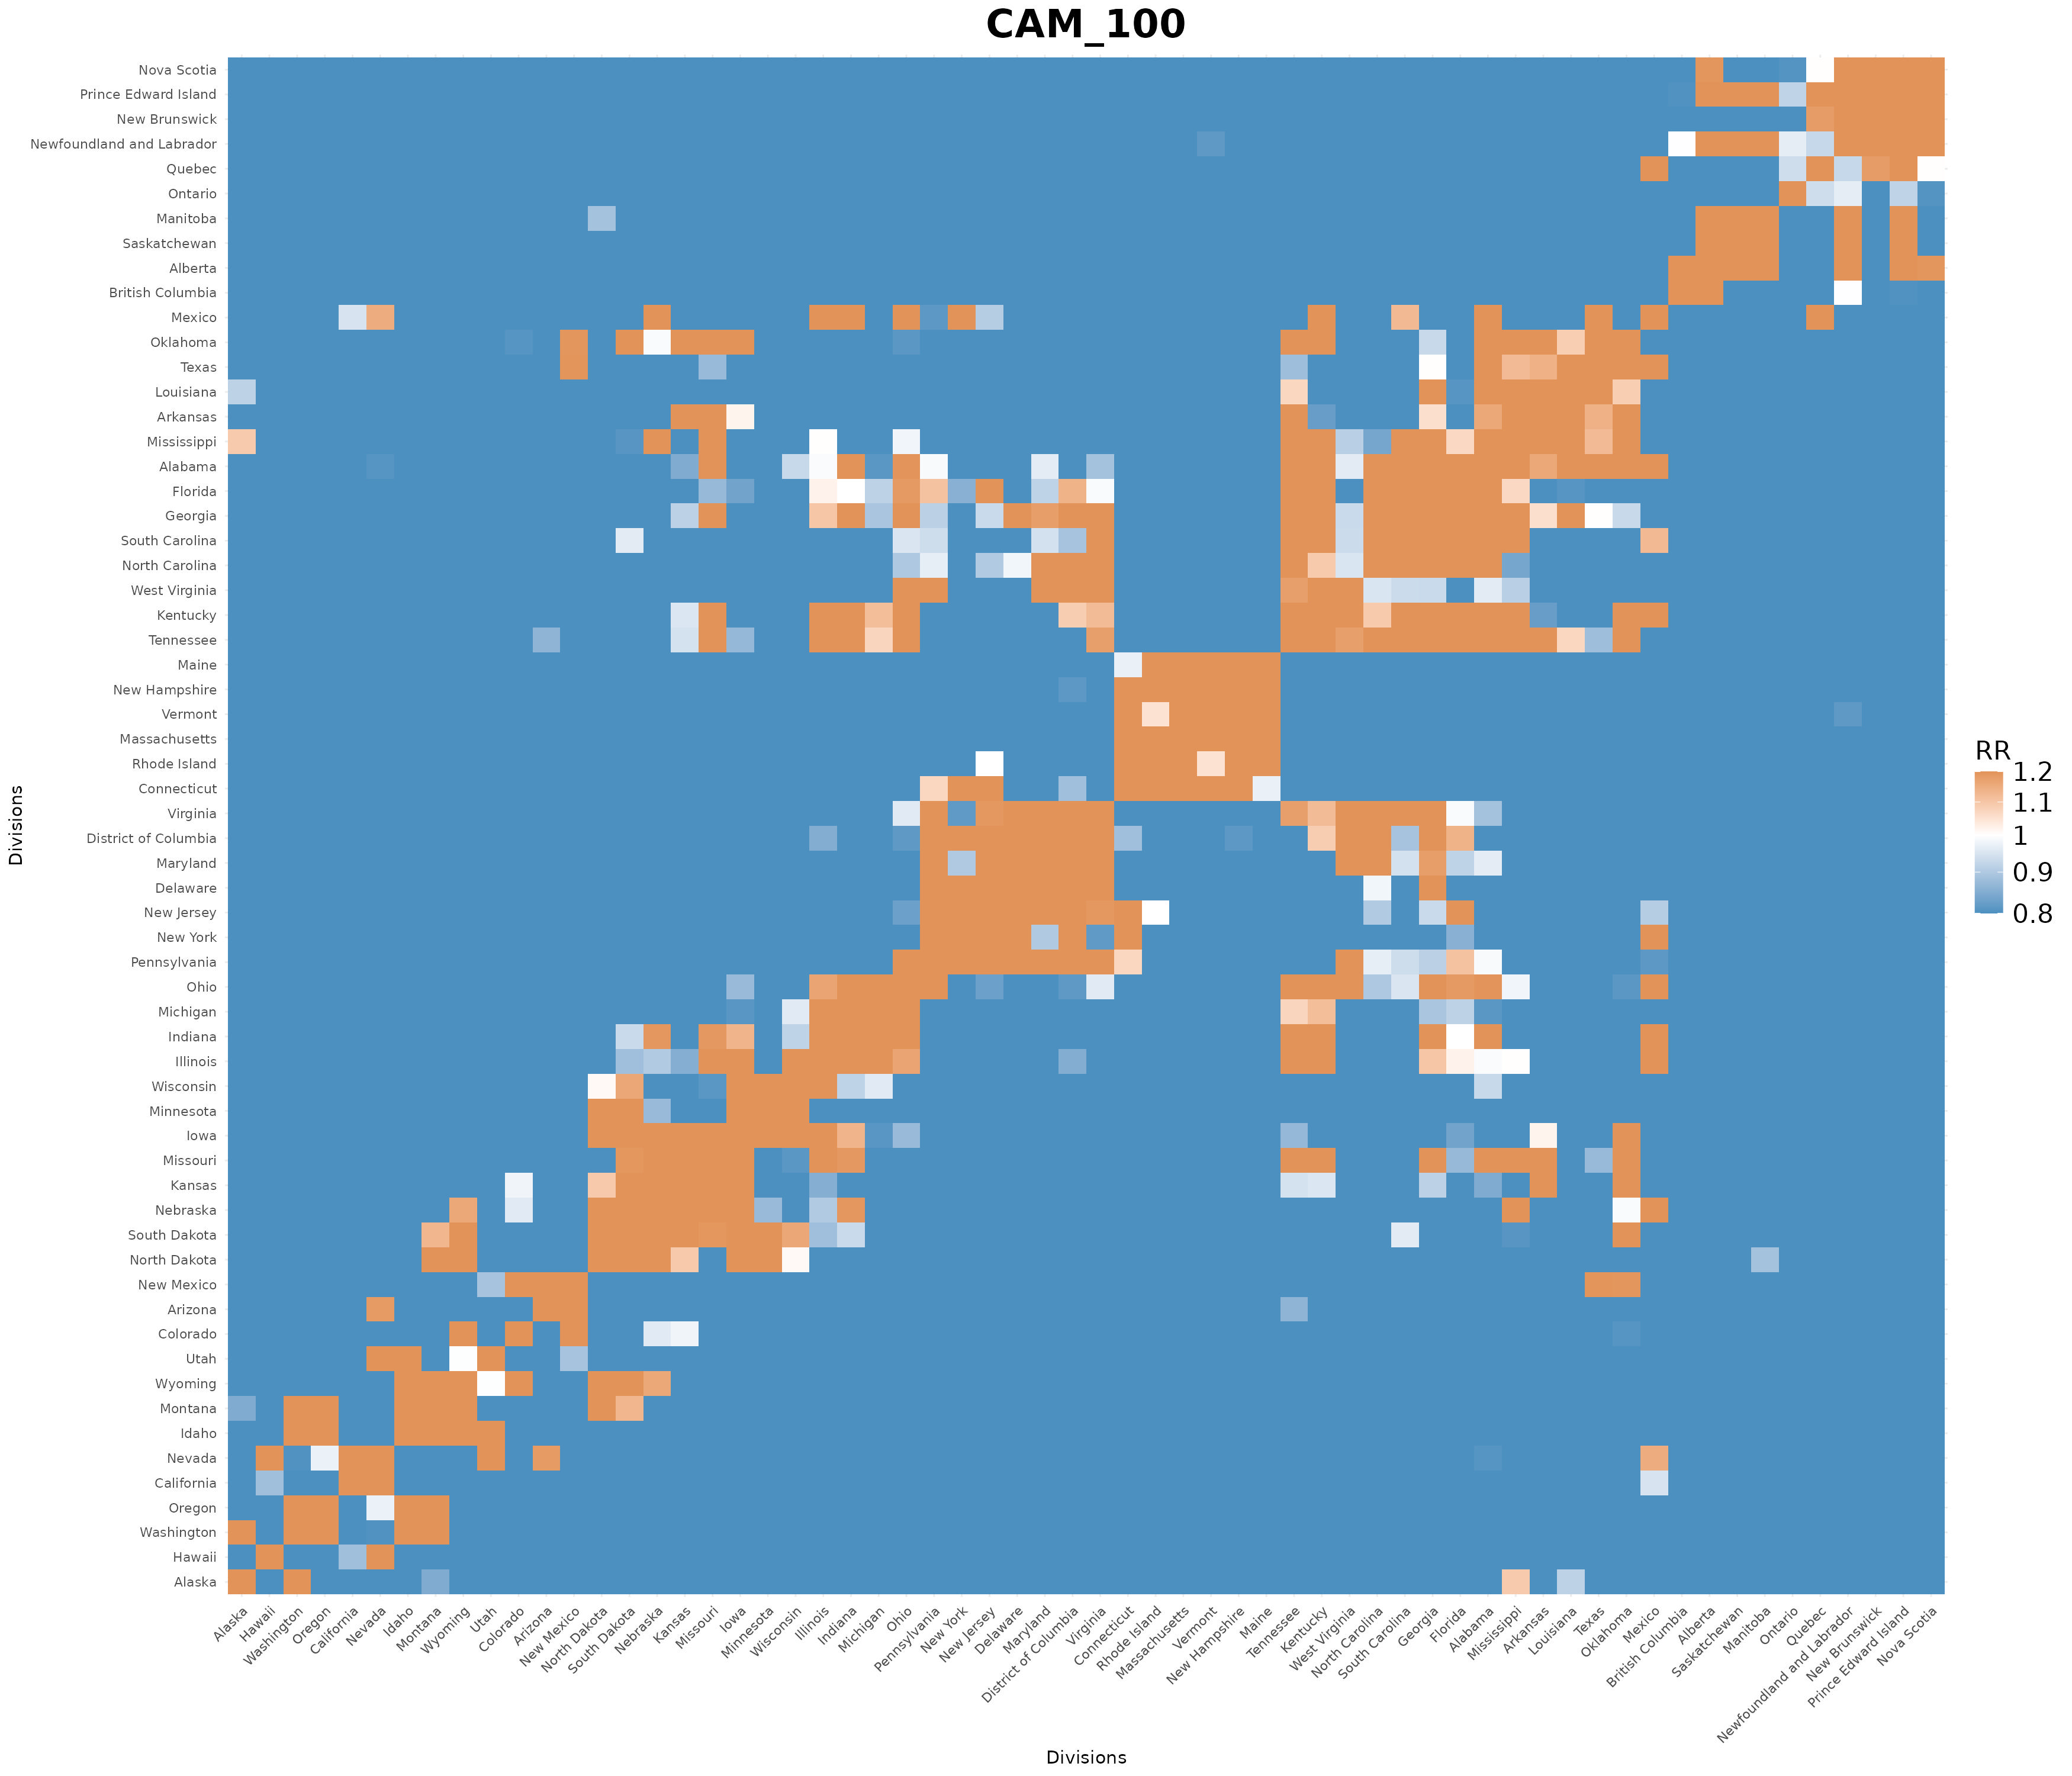 CAM_100
Nova Scotia
Prince Edward Island
New Brunswick
Newfoundland and Labrador
Quebec
Ontario
Manitoba
Saskatchewan
Alberta
British Columbia
Mexico
Oklahoma
Texas
Louisiana
Arkansas
Mississippi
Alabama
Florida
Georgia
South Carolina
North Carolina
West Virginia
Kentucky
Tennessee
Maine
New Hampshire
Vermont
Massachusetts
Rhode Island
Connecticut
Virginia
District of Columbia
Maryland
Delaware
New Jersey
New York
Pennsylvania
Ohio
Michigan
Indiana
Illinois
Wisconsin
Minnesota
Iowa
Missouri
Kansas
Nebraska
South Dakota
North Dakota
New Mexico
Arizona
Colorado
Utah
Wyoming
Montana
Idaho
Nevada
California
Oregon
Washington
Hawaii
Alaska
Divisions
RR
1.2
1.1
1
0.9
0.8
Alaska
Hawaii
Washington
Oregon
California
Nevada
Idaho
Montana
Wyoming
Utah
Colorado
Arizona
New Mexico
North Dakota
South Dakota
Nebraska
Kansas
Missouri
Iowa
Minnesota
Wisconsin
Illinois
Indiana
Michigan
Ohio
Pennsylvania
New York
New Jersey
Delaware
Maryland
District of Columbia
Virginia
Connecticut
Rhode Island
Massachusetts
Vermont
New Hampshire
Maine
Tennessee
Kentucky
West Virginia
North Carolina
South Carolina
Georgia
Florida
Alabama
Mississippi
Arkansas
Louisiana
Texas
Oklahoma
Mexico
British Columbia
Alberta
Saskatchewan
Manitoba
Ontario
Quebec
Newfoundland and Labrador
New Brunswick
Prince Edward Island
Nova Scotia
Divisions